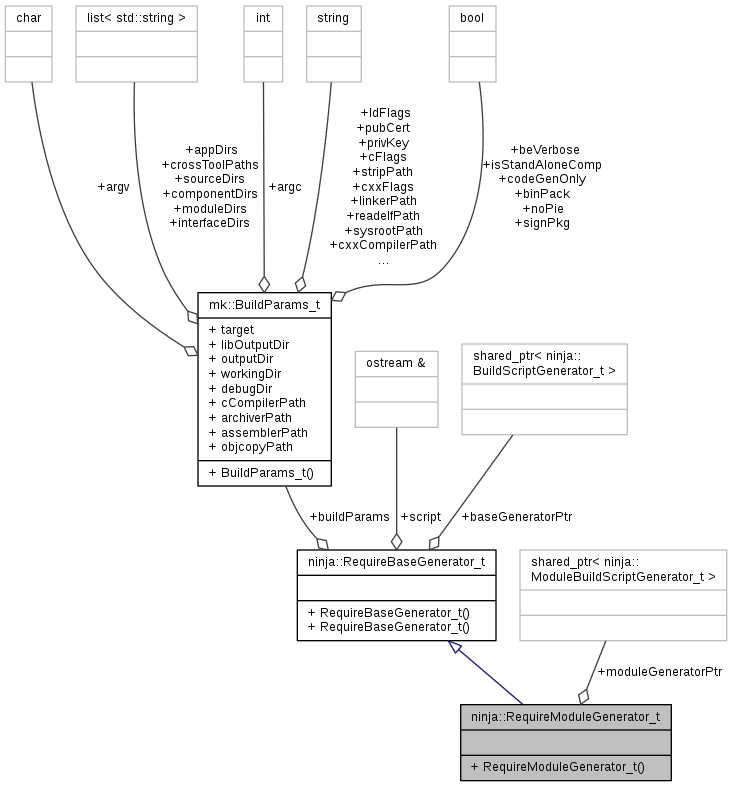 char
list< std::string >
int
string
bool
+argv
+appDirs
+crossToolPaths
+sourceDirs
+componentDirs
+moduleDirs
+interfaceDirs
+argc
+ldFlags
+pubCert
+privKey
+cFlags
+stripPath
+cxxFlags
+linkerPath
+readelfPath
+sysrootPath
+cxxCompilerPath
...
+beVerbose
+isStandAloneComp
+codeGenOnly
+binPack
+noPie
+signPkg
mk::BuildParams_t
+ target
+ libOutputDir
+ outputDir
+ workingDir
+ debugDir
+ cCompilerPath
+ archiverPath
+ assemblerPath
+ objcopyPath
+ BuildParams_t()
ostream &
shared_ptr< ninja::
BuildScriptGenerator_t >
+buildParams
+script
+baseGeneratorPtr
ninja::RequireBaseGenerator_t
+ RequireBaseGenerator_t()
+ RequireBaseGenerator_t()
shared_ptr< ninja::
ModuleBuildScriptGenerator_t >
+moduleGeneratorPtr
ninja::RequireModuleGenerator_t
+ RequireModuleGenerator_t()